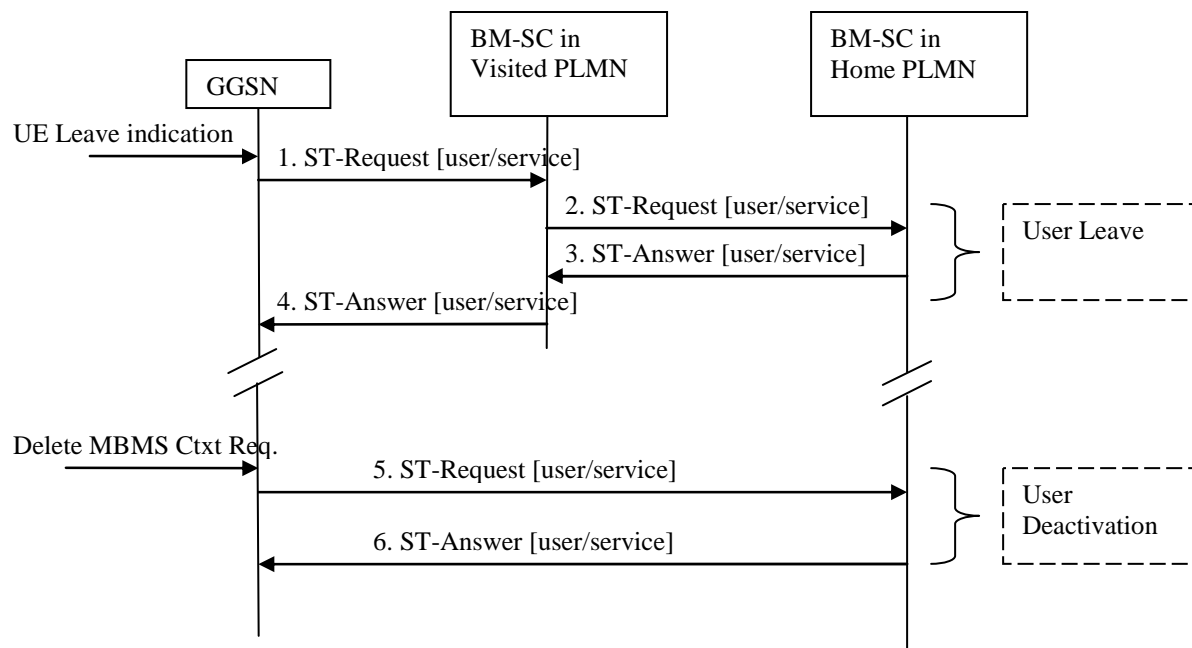 BM-SC in
Visited PLMN
BM-SC in
Home PLMN
GGSN
UE Leave indication
1. ST-Request [user/service]
2. ST-Request [user/service]
3. ST-Answer [user/service]
User Leave
4. ST-Answer [user/service]
Delete MBMS Ctxt Req.
5. ST-Request [user/service]
User
Deactivation
6. ST-Answer [user/service]